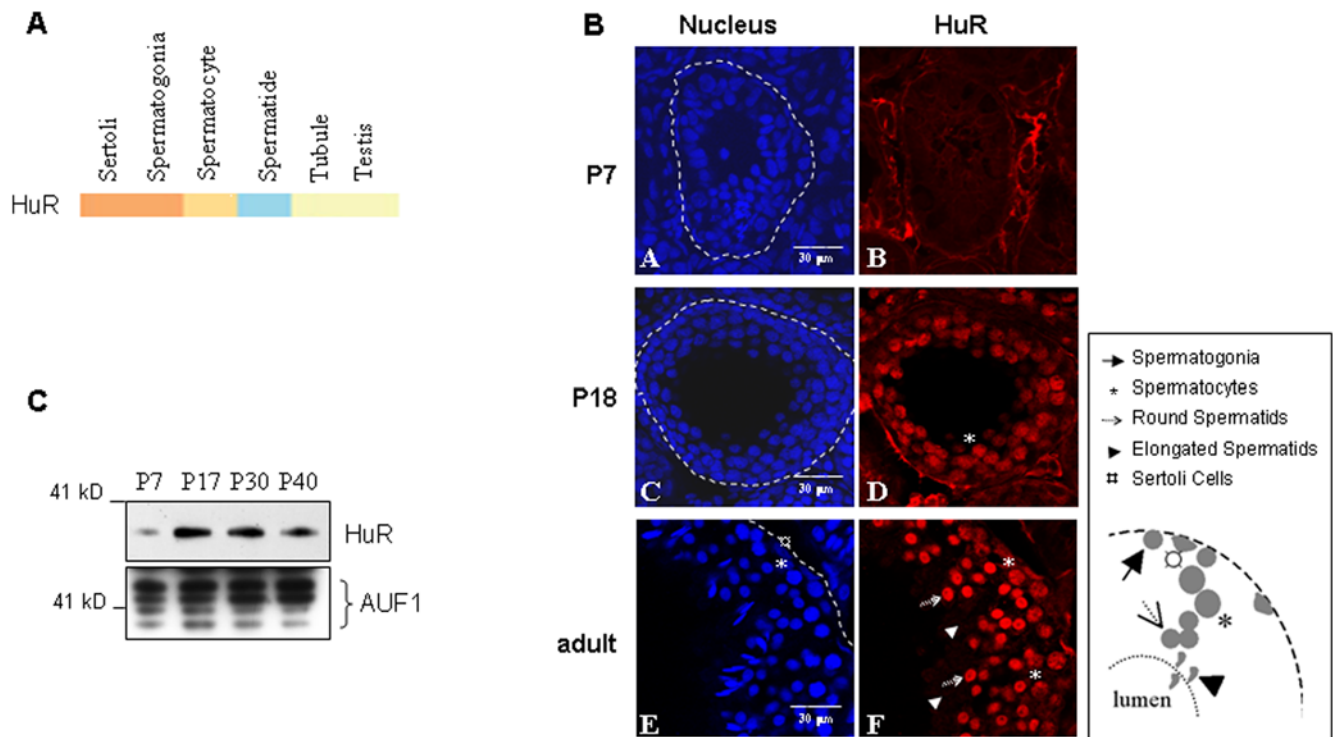 A
Sertoli
Spermatogonia
Spermatocyte
Spermatide
Tubule
Testis
HuR
B
Nucleus
HuR
P7
A
30 µm
B
P18
C
30 µm
D
*
adult
E
¤
*
30 µm
F
*
*
Spermatogonia
* Spermatocytes
Round Spermatids
Elongated Spermatids
¤ Sertoli Cells
¤
*
lumen
C
P7 P17 P30 P40
41 kD
HuR
41 kD
AUF1